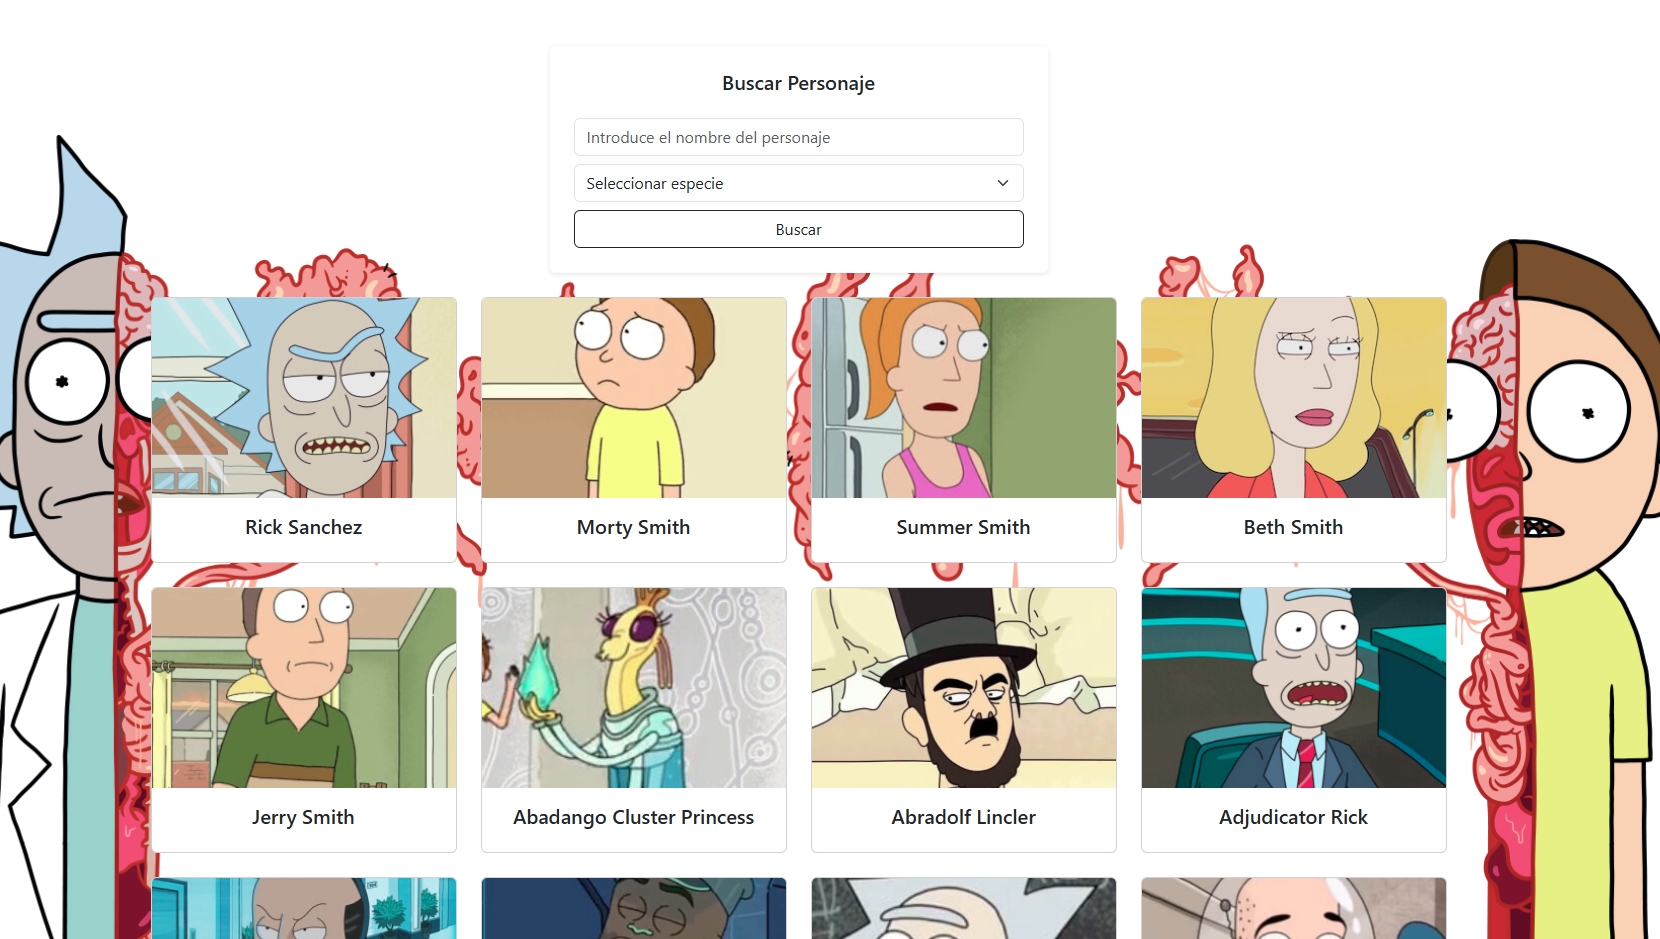 Buscar Personaje
Introduce el nombre del personaje
Seleccionar especie
Buscar
Rick Sanchez
Morty Smith
Summer Smith
Beth Smith
Jerry Smith
Abadango Cluster Princess
Abradolf Lincler
Adjudicator Rick